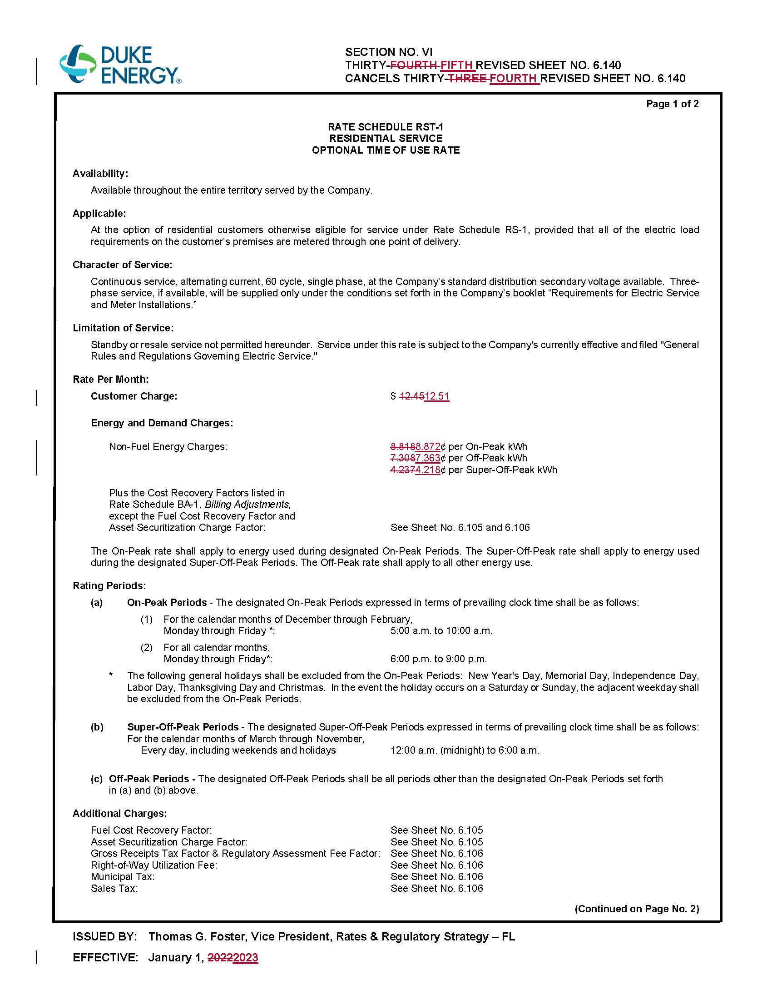 DUKE
ENERGY®
SECTION NO. VI
THIRTY-FOURTH FIFTH REVISED SHEET NO. 6.140
CANCELS THIRTY-THREE FOURTH REVISED SHEET NO. 6.140
Page 1 of 2
RATE SCHEDULE RST-1
RESIDENTIAL SERVICE
OPTIONAL TIME OF USE RATE
Availability:
Available throughout the entire territory served by the Company.
Applicable:
At the option of residential customers otherwise eligible for service under Rate Schedule RS-1, provided that all of the electric load
requirements on the customer’s premises are metered through one point of delivery.
Character of Service:
Continuous service, alternating current, 60 cycle, single phase, at the Company’s standard distribution secondary voltage available.  Three-
phase service, if available, will be supplied only under the conditions set forth in the Company’s booklet “Requirements for Electric Service
and Meter Installations.”
Limitation of Service:
Standby or resale service not permitted hereunder.  Service under this rate is subject to the Company's currently effective and filed "General
Rules and Regulations Governing Electric Service."
Rate Per Month:
Customer Charge: $ 12.4512.51
Energy and Demand Charges:
Non-Fuel Energy Charges: 8.8188.872¢ per On-Peak kWh
7.3087.363¢ per Off-Peak kWh
4.2374.218¢ per Super-Off-Peak kWh
Plus the Cost Recovery Factors listed in
Rate Schedule BA-1, Billing Adjustments,
except the Fuel Cost Recovery Factor and
Asset Securitization Charge Factor: See Sheet No. 6.105 and 6.106
The On-Peak rate shall apply to energy used during designated On-Peak Periods. The Super-Off-Peak rate shall apply to energy used
during the designated Super-Off-Peak Periods. The Off-Peak rate shall apply to all other energy use.
Rating Periods:
(a) On-Peak Periods - The designated On-Peak Periods expressed in terms of prevailing clock time shall be as follows:
(1) For the calendar months of December through February,
Monday through Friday *: 5:00 a.m. to 10:00 a.m.
(2) For all calendar months,
Monday through Friday*: 6:00 p.m. to 9:00 p.m.
* The following general holidays shall be excluded from the On-Peak Periods:  New Year's Day, Memorial Day, Independence Day,
Labor Day, Thanksgiving Day and Christmas.  In the event the holiday occurs on a Saturday or Sunday, the adjacent weekday shall
be excluded from the On-Peak Periods.
(b) Super-Off-Peak Periods - The designated Super-Off-Peak Periods expressed in terms of prevailing clock time shall be as follows:
For the calendar months of March through November,
Every day, including weekends and holidays 12:00 a.m. (midnight) to 6:00 a.m.
(c) Off-Peak Periods - The designated Off-Peak Periods shall be all periods other than the designated On-Peak Periods set forth
in (a) and (b) above.
Additional Charges:
Fuel Cost Recovery Factor: See Sheet No. 6.105
Asset Securitization Charge Factor: See Sheet No. 6.105
Gross Receipts Tax Factor & Regulatory Assessment Fee Factor: See Sheet No. 6.106
Right-of-Way Utilization Fee: See Sheet No. 6.106
Municipal Tax: See Sheet No. 6.106
Sales Tax: See Sheet No. 6.106
(Continued on Page No. 2)
ISSUED BY: Thomas G. Foster, Vice President, Rates & Regulatory Strategy – FL
EFFECTIVE: January 1, 20222023